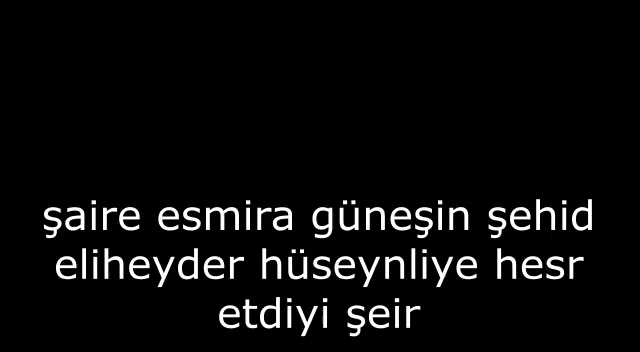 şaire esmira güneşin şehid
eliheyder hüseynliye hesr
etdiyi şeir